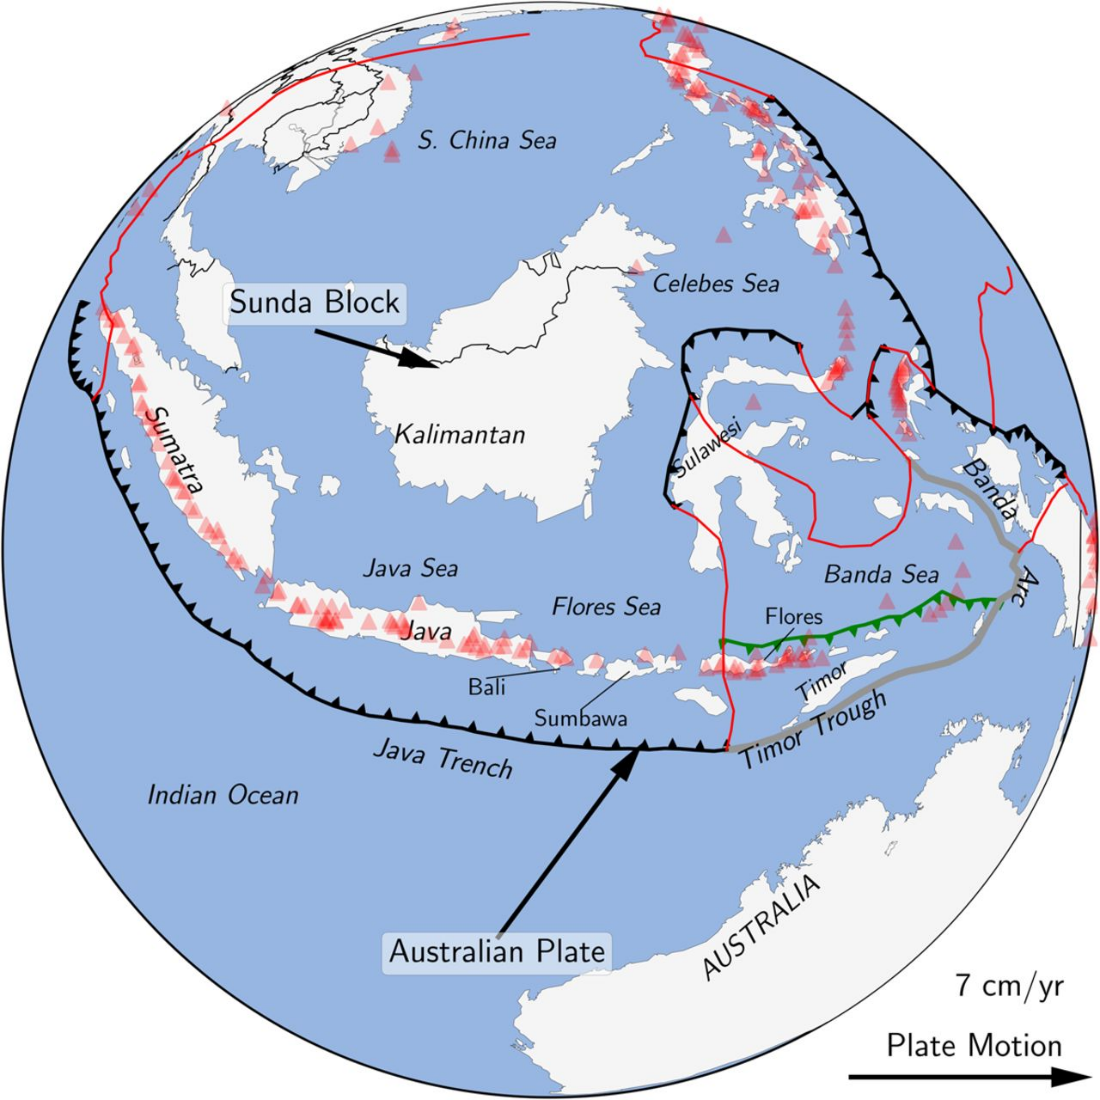 S. China Sea
Celebes Sea
Sunda Block
Kalimantan
Sulawesi
Sumatra
Banda
Arc
Java Sea
Banda Sea
Flores Sea
Flores
Java
Bali
Timor
Sumbawa
Timor Trough
Java Trench
Indian Ocean
AUSTRALIA
Australian Plate
7 cm/yr
Plate Motion